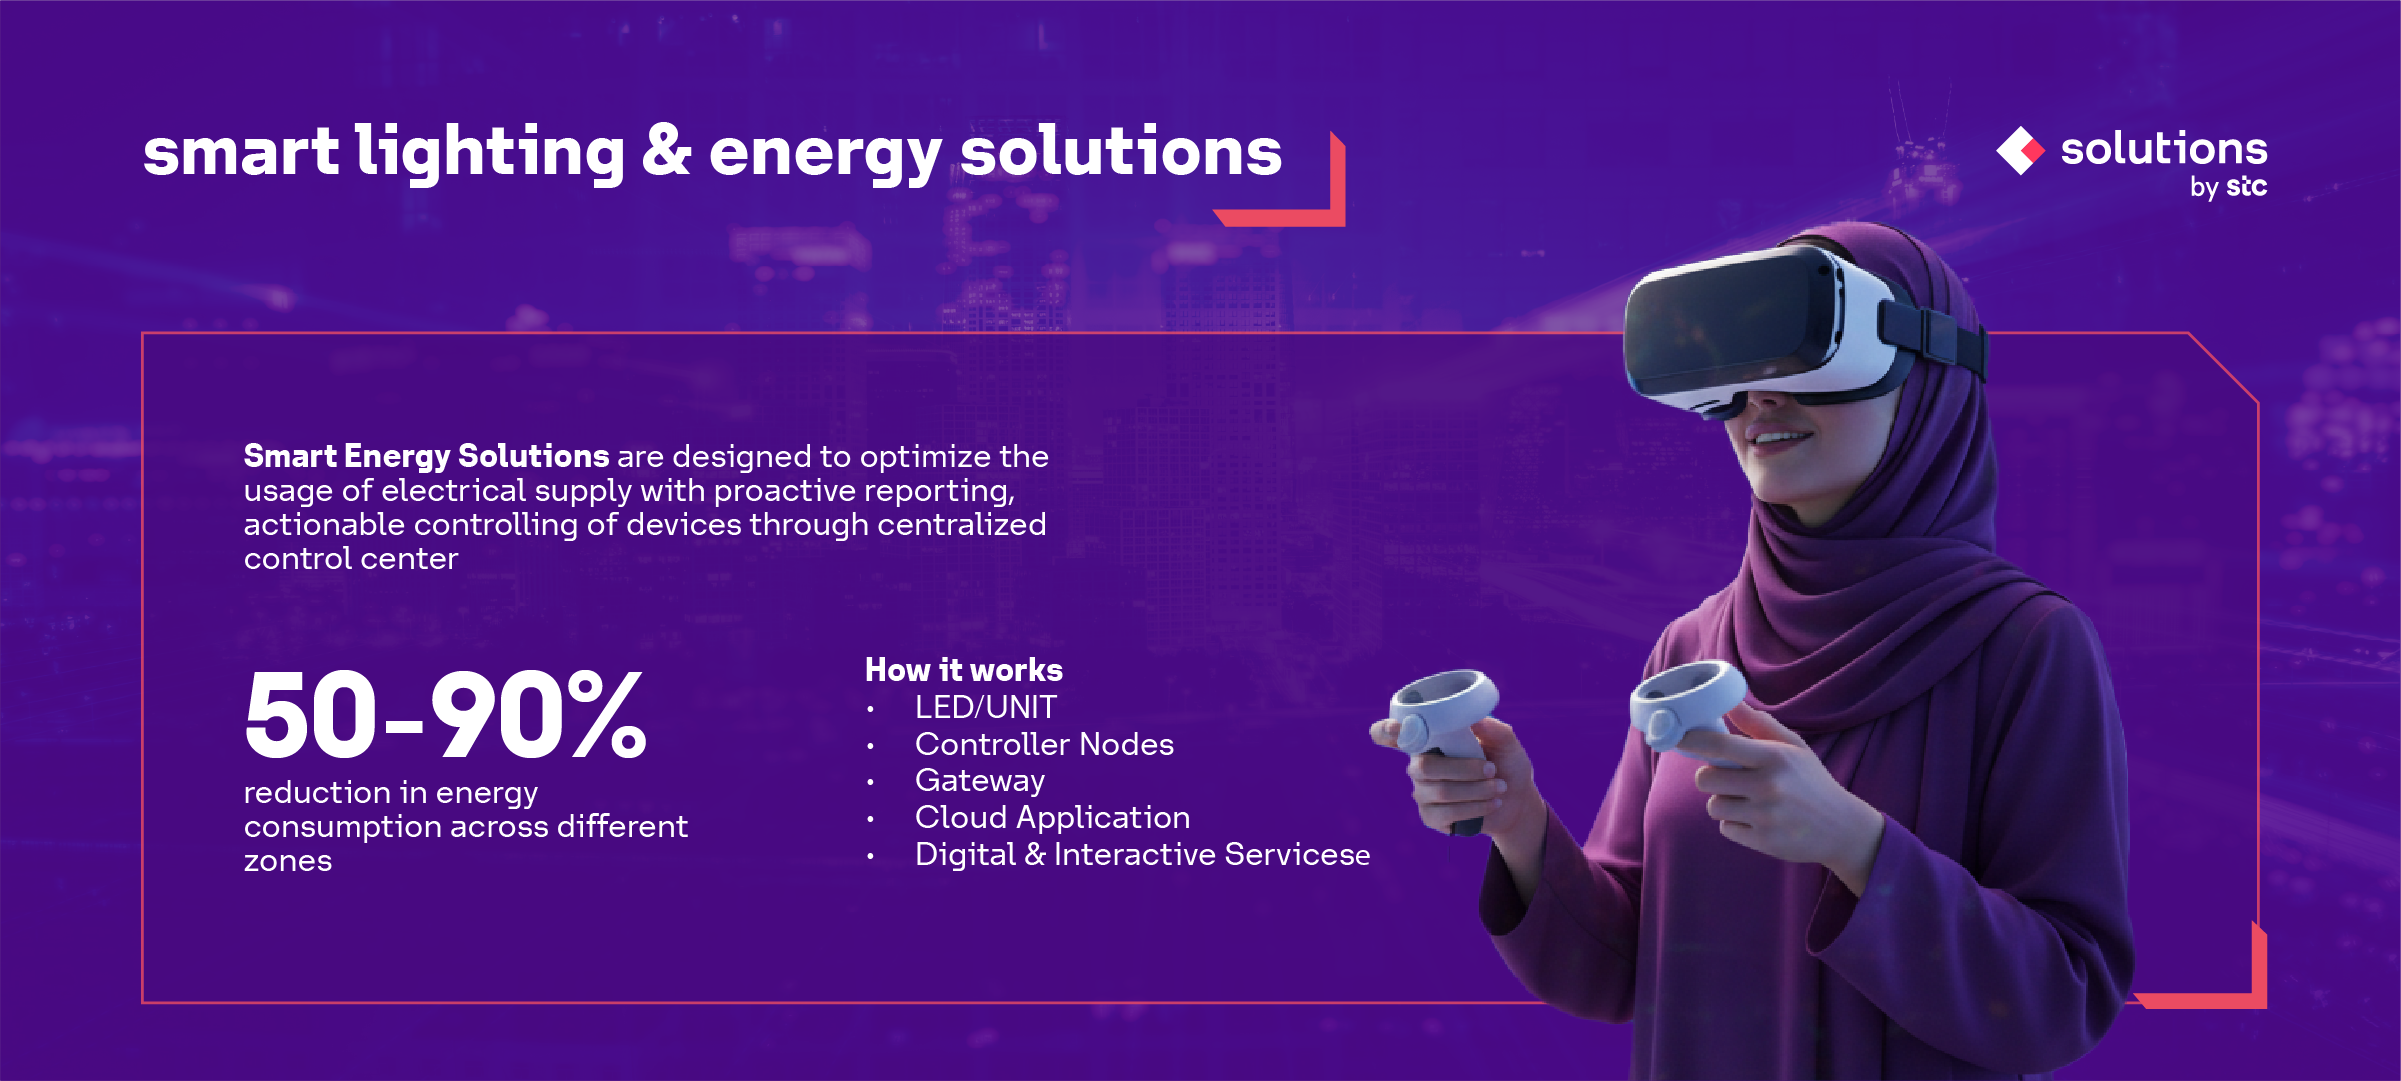 smart lighting & energy solutions
solutions
by stc
Smart Energy Solutions are designed to optimize the
usage of electrical supply with proactive reporting,
actionable controlling of devices through centralized
control center
50-90%
reduction in energy
consumption across different
zones
How it works
• LED/UNIT
• Controller Nodes
• Gateway
• Cloud Application
• Digital & Interactive Servicese